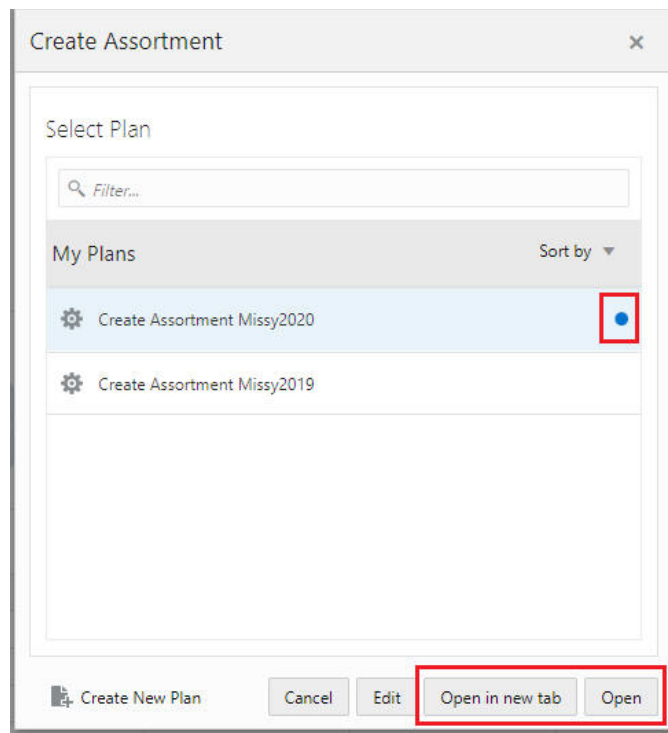 Create Assortment
Select Plan
Filter...
My Plans Sort by
Create Assortment Missy2020
Create Assortment Missy2019
Create New Plan Cancel Edit Open in new tab Open